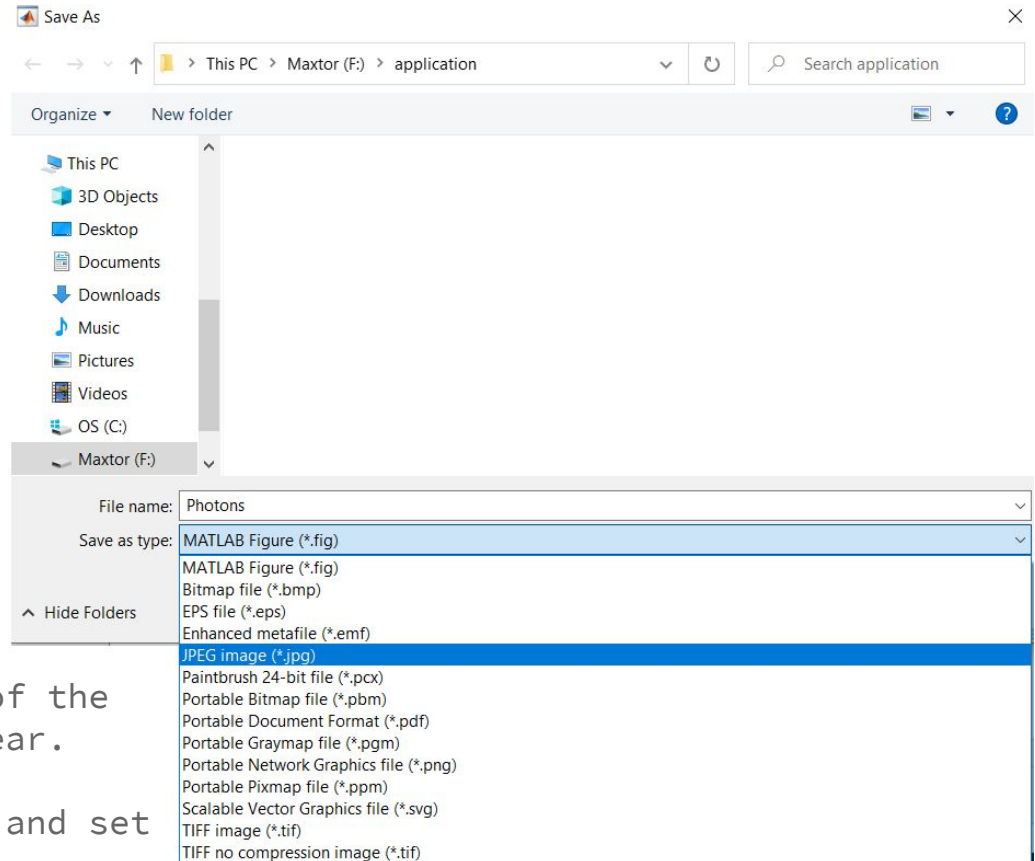 Save As
This PC > Maxtor (F:) > application
Search application
Organize
New folder
?
This PC
3D Objects
Desktop
Documents
Downloads
Music
Pictures
Videos
OS (C:)
Maxtor (F:)
File name: Photons
Save as type: MATLAB Figure (*.fig)
MATLAB Figure (*.fig)
Bitmap file (*.bmp)
EPS file (*.eps)
Hide Folders
Enhanced metafile (*.emf)
JPEG image (*.jpg)
Paintbrush 24-bit file (*.pcx)
Portable Bitmap file (*.pbm)
Portable Document Format (*.pdf)
Portable Graymap file (*.pgm)
Portable Network Graphics file (*.png)
Portable Pixmap file (*.ppm)
Scalable Vector Graphics file (*.svg)
TIFF image (*.tif)
TIFF no compression image (*.tif)
the
and set